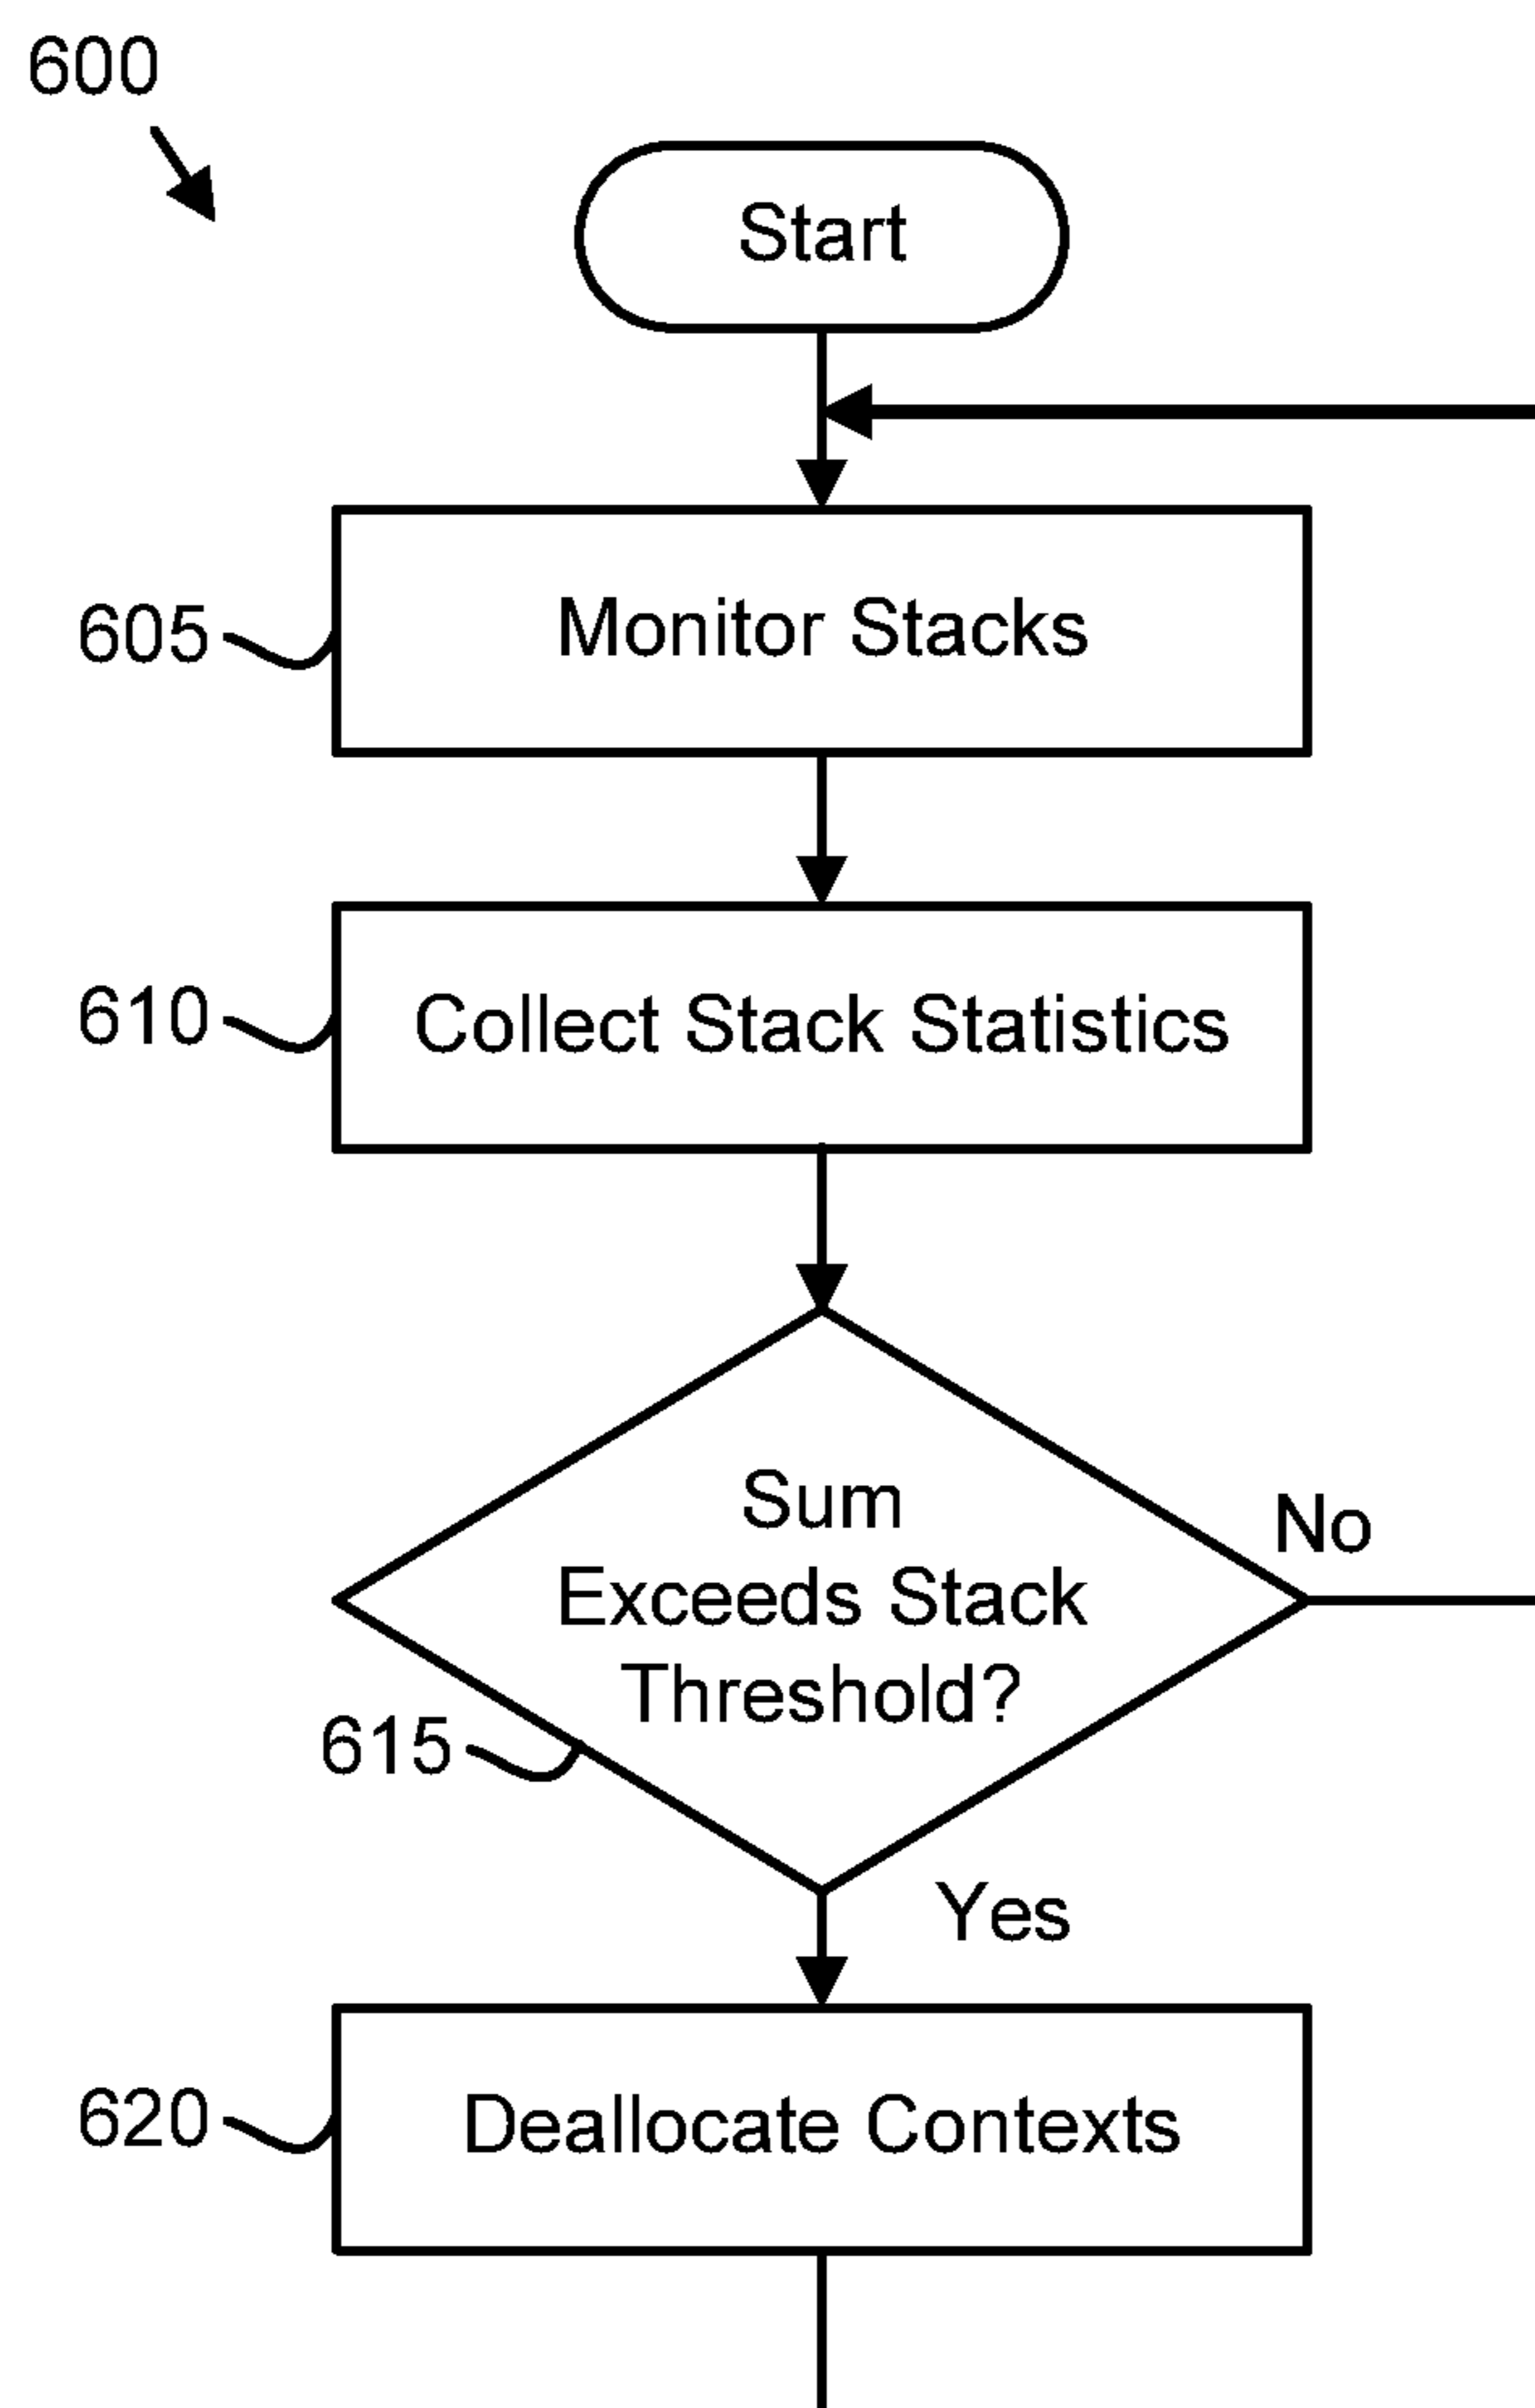 600
Start
605
Monitor Stacks
610
Collect Stack Statistics
Sum
Exceeds Stack
Threshold?
No
615
Yes
620
Deallocate Contexts